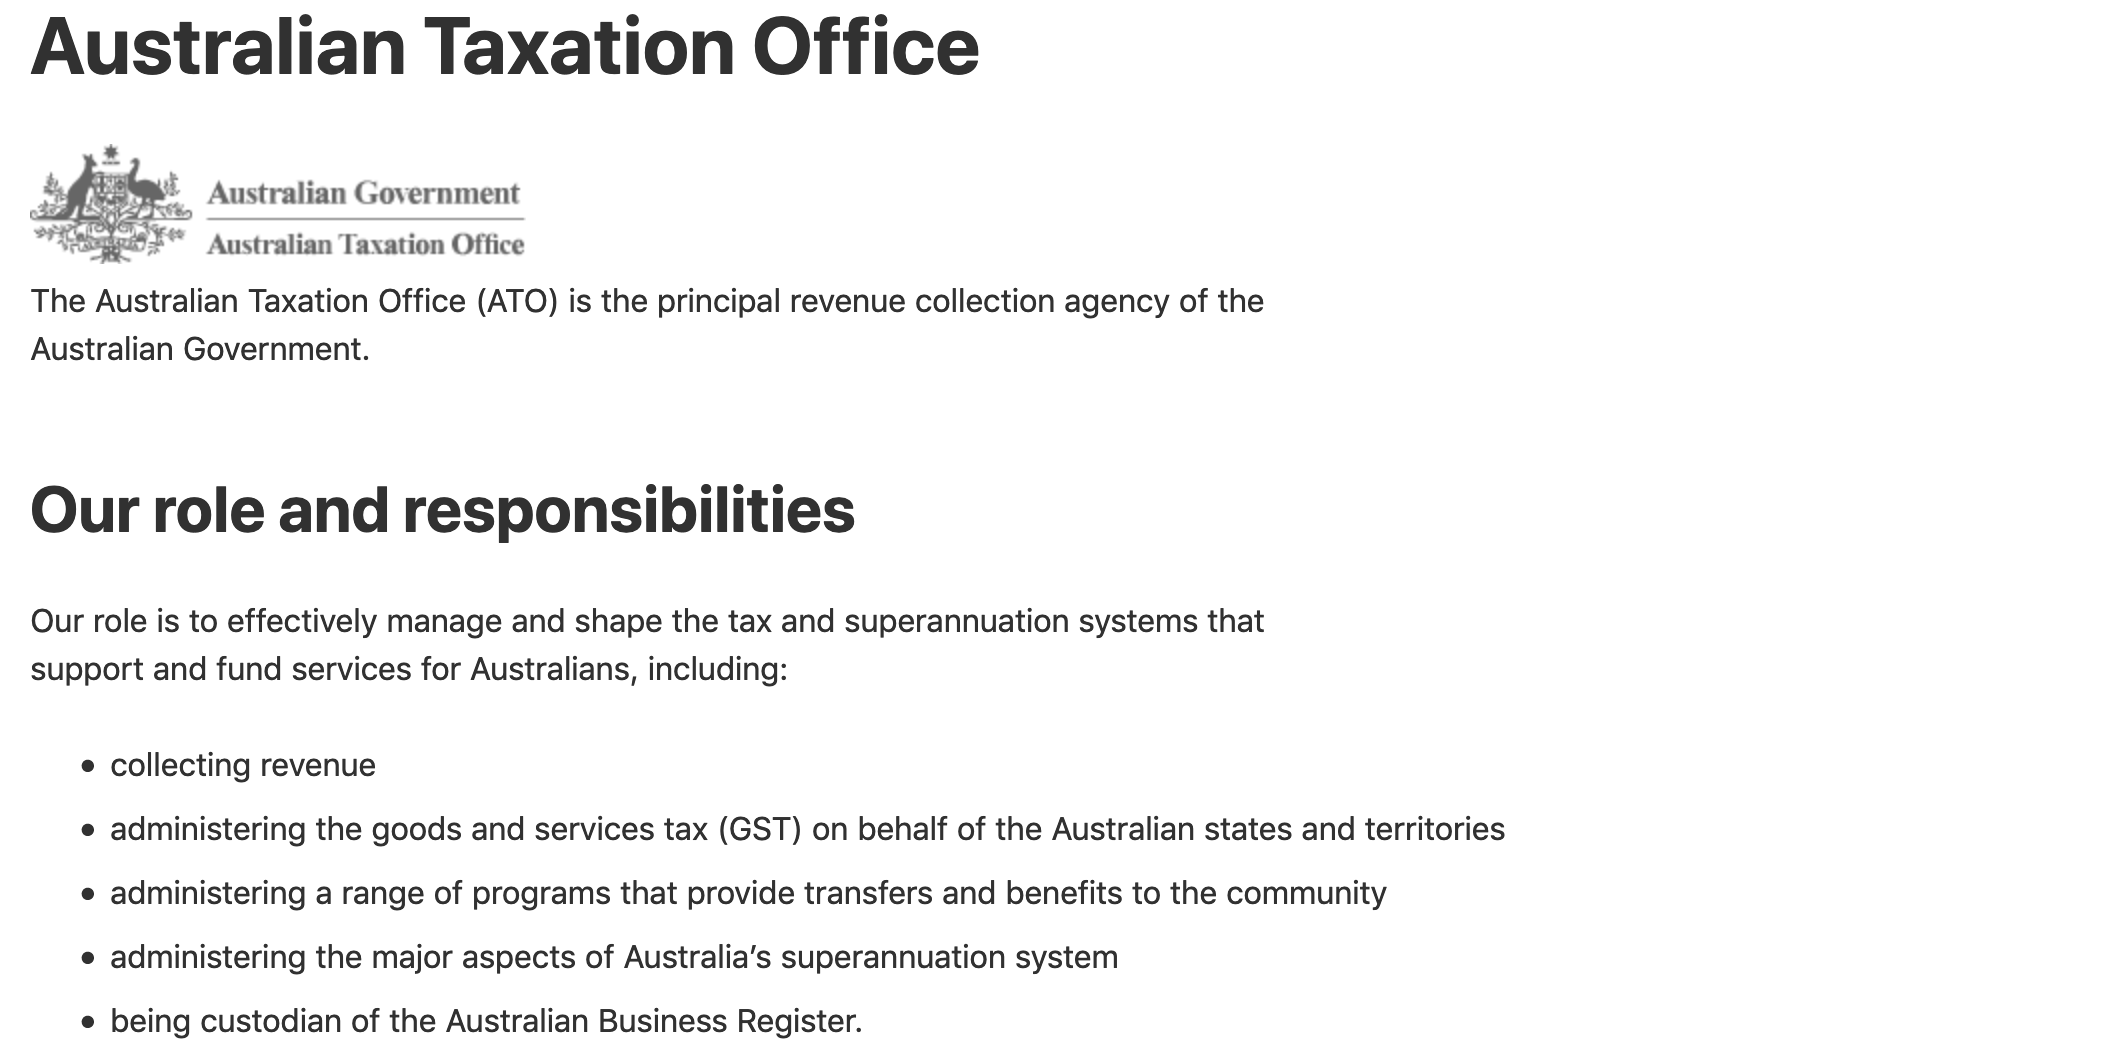 Australian Taxation Office
Australian Government
Australian Taxation Office
The Australian Taxation Office (ATO) is the principal revenue collection agency of the
Australian Government.
Our role and responsibilities
Our role is to effectively manage and shape the tax and superannuation systems that
support and fund services for Australians, including:
• collecting revenue
• administering the goods and services tax (GST) on behalf of the Australian states and territories
• administering a range of programs that provide transfers and benefits to the community
• administering the major aspects of Australia’s superannuation system
• being custodian of the Australian Business Register.